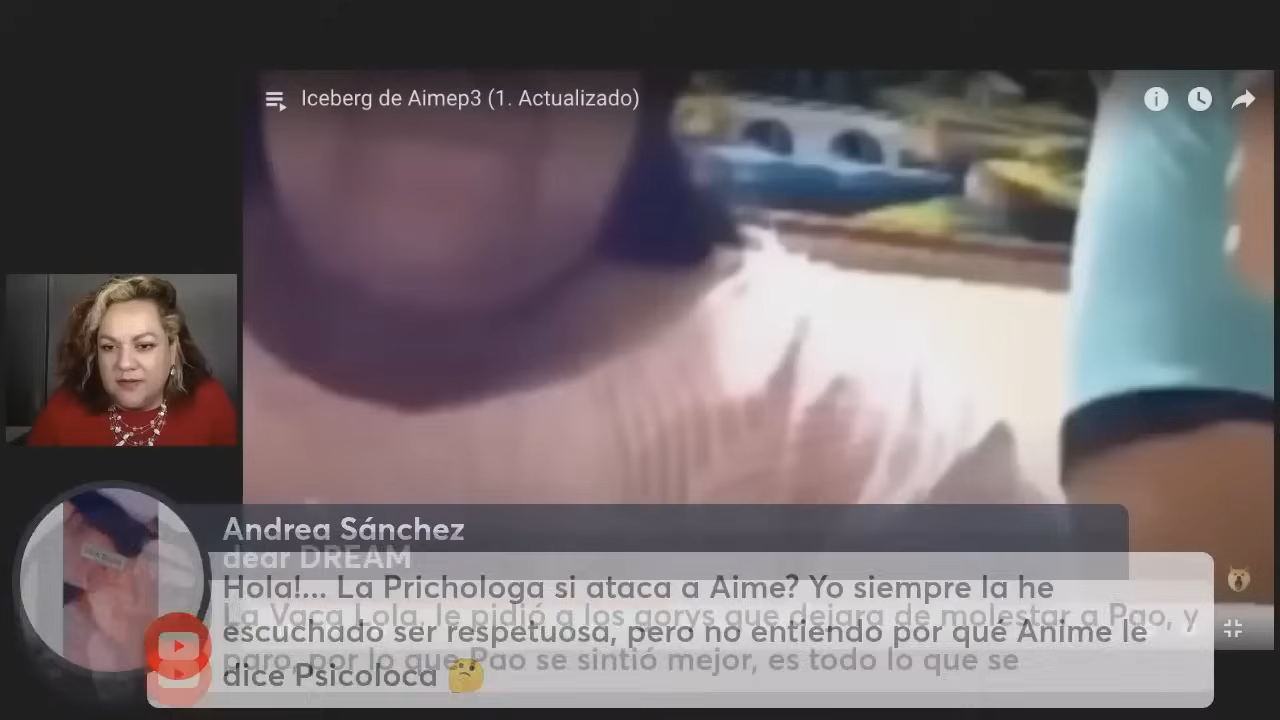 Iceberg de Aimep3 (1. Actualizado)
Andrea Sánchez
dear DREAM
Hola!... La Prichologa si ataca a Aime? Yo siempre la he
La Vaca Lola, le pidió a los gorys que dejara de molestar a Pao, y
escuchado ser respetuosa, pero no entiendo por qué Anime le
paro, por lo que Pao se sintió mejor, es todo lo que se
dice Psicoloca 🤔